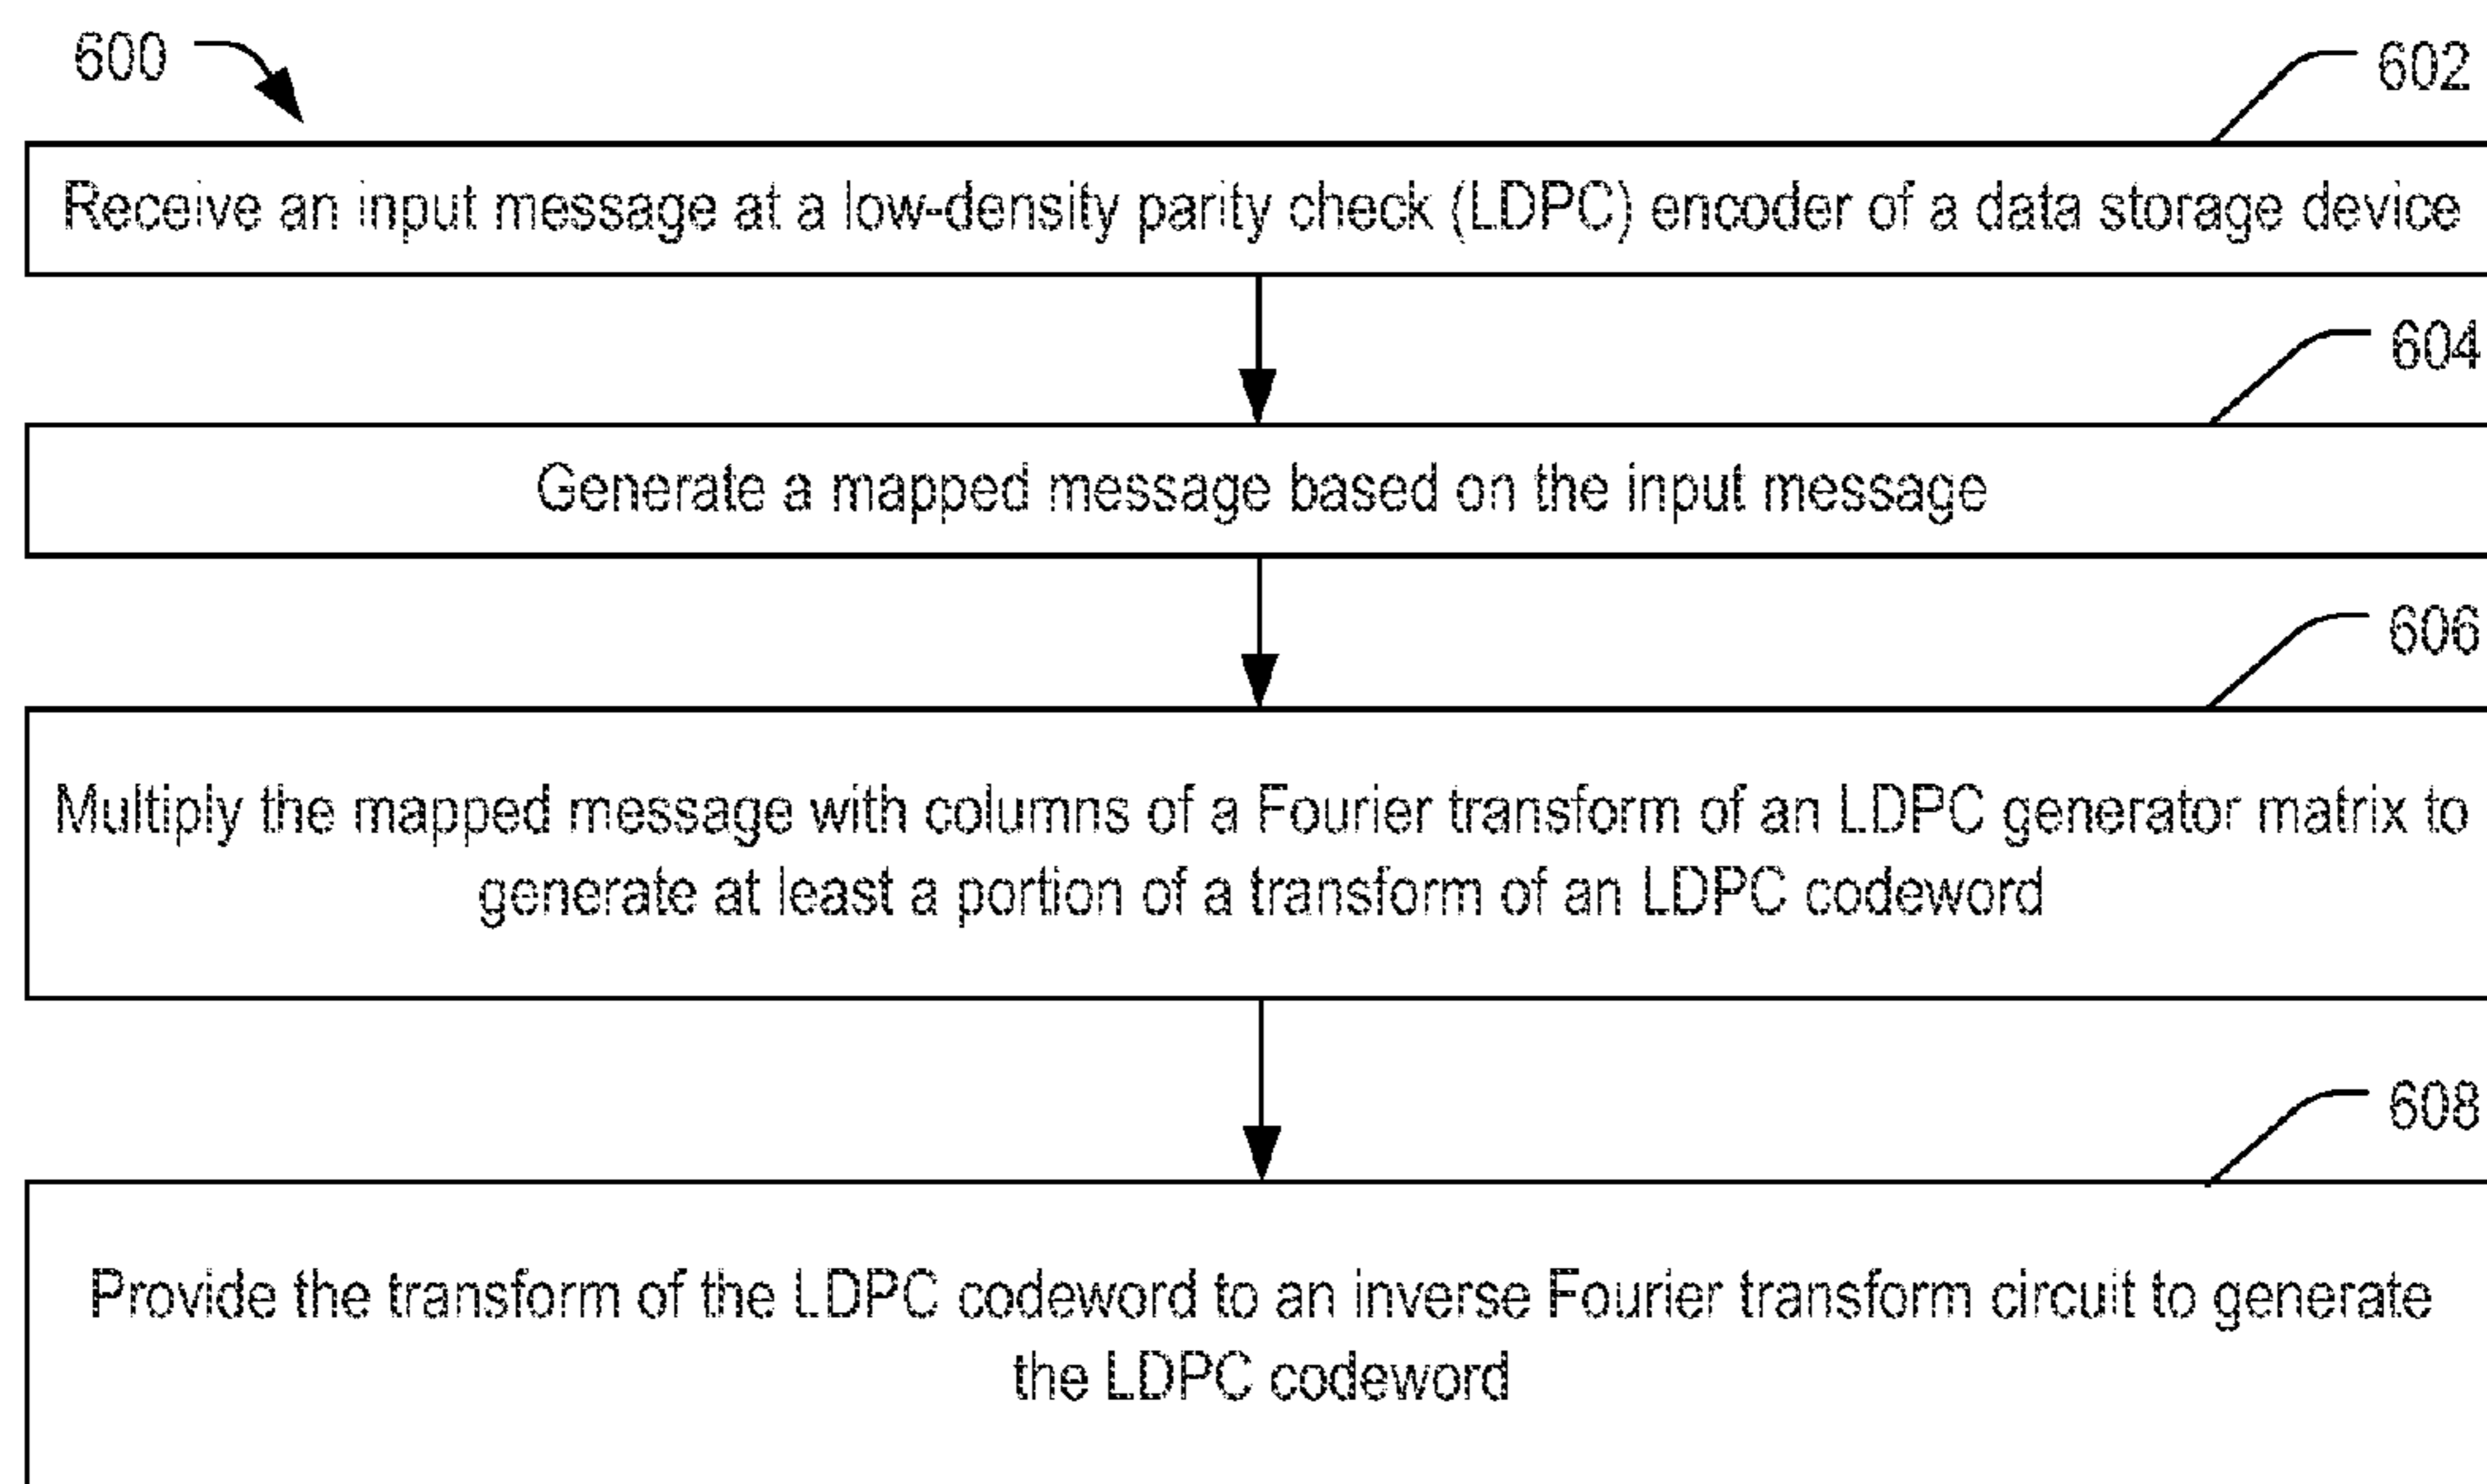 600
602
Receive an input message at a low-density parity check (LDPC) encoder of a data storage device
604
Generate a mapped message based on the input message
606
Multiply the mapped message with columns of a Fourier transform of an LDPC generator matrix to
generate at least a portion of a transform of an LDPC codeword
608
Provide the transform of the LDPC codeword to an inverse Fourier transform circuit to generate
the LDPC codeword